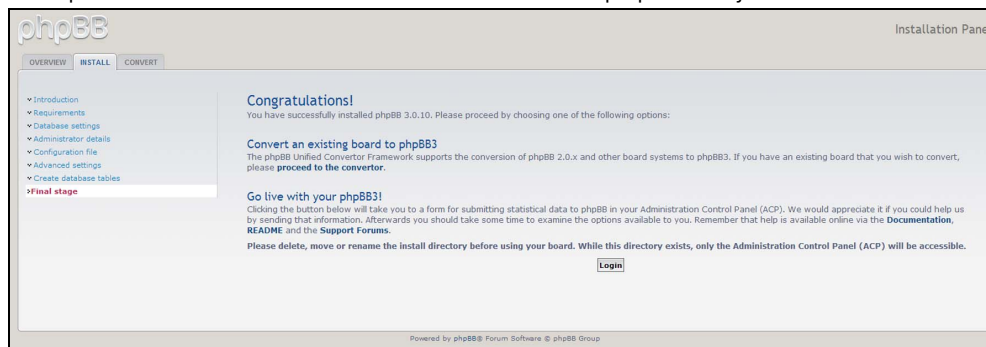 phpBB
Installation Pane
OVERVIEW INSTALL CONVERT
Introduction
Requirements
Database settings
Administrator details
Configuration file
Advanced settings
Create database tables
Final stage
Congratulations!
You have successfully installed phpBB 3.0.10. Please proceed by choosing one of the following options:
Convert an existing board to phpBB3
The phpBB Unified Convertor Framework supports the conversion of phpBB 2.0.x and other board systems to phpBB3. If you have an existing board that you wish to convert,
please proceed to the convertor.
Go live with your phpBB3!
Clicking the button below will take you to a form for submitting statistical data to phpBB in your Administration Control Panel (ACP). We would appreciate it if you could help us
by sending that information. Afterwards you should take some time to examine the options available to you. Remember that help is available online via the Documentation,
README and the Support Forums.
Please delete, move or rename the install directory before using your board. While this directory exists, only the Administration Control Panel (ACP) will be accessible.
Login
Powered by phpBB® Forum Software © phpBB Group